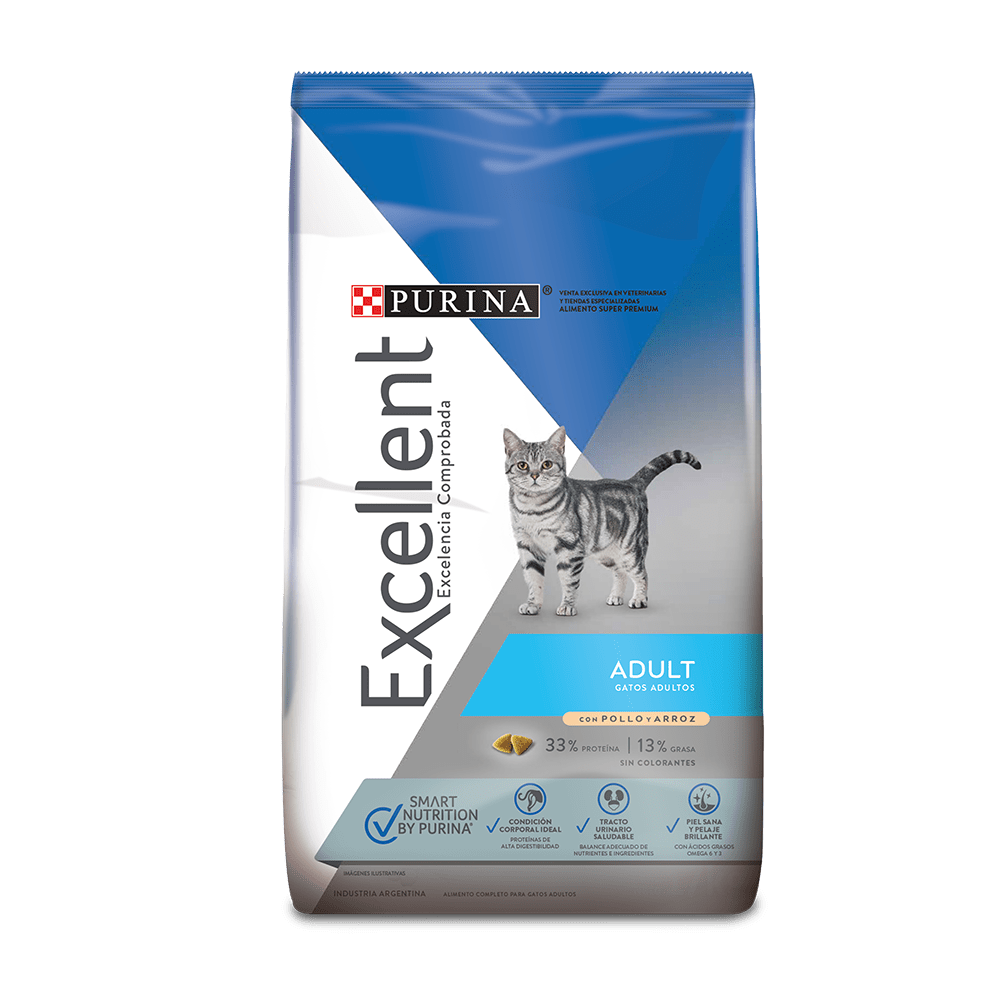 PURINA®
VENTA EXCLUSIVA EN VETERINARIAS
Y TIENDAS ESPECIALIZADAS
ALIMENTO SUPER PREMIUM
Excellent
Excelencia Comprobada
ADULT
GATOS ADULTOS
CON POLLO Y ARROZ
33% PROTEÍNA | 13% GRASA
SIN COLORANTES
SMART
NUTRITION
BY PURINA®
CONDICIÓN
CORPORAL IDEAL
PROTEÍNAS DE
ALTA DIGESTIBILIDAD
TRACTO
URINARIO
SALUDABLE
BALANCE ADECUADO DE
NUTRIENTES E INGREDIENTES
PIEL SANA
Y PELAJE
BRILLANTE
CON ÁCIDOS GRASOS
OMEGA 6 Y 3
IMÁGENES ILUSTRATIVAS
INDUSTRIA ARGENTINA
ALIMENTO COMPLETO PARA GATOS ADULTOS